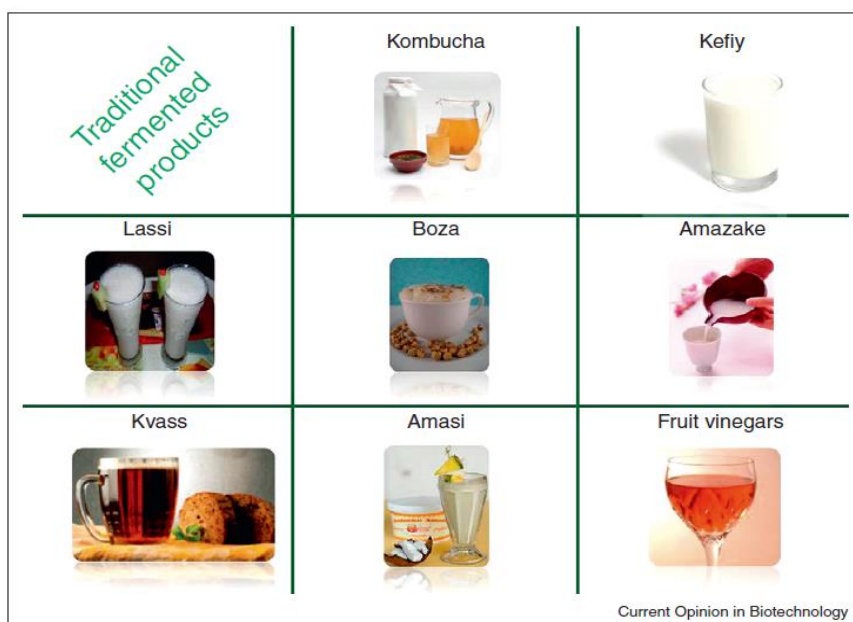 Traditional
fermented
products
Kombucha
Kefiy
Lassi
Boza
Amazake
Kvass
Amasi
Fruit vinegars
Current Opinion in Biotechnology